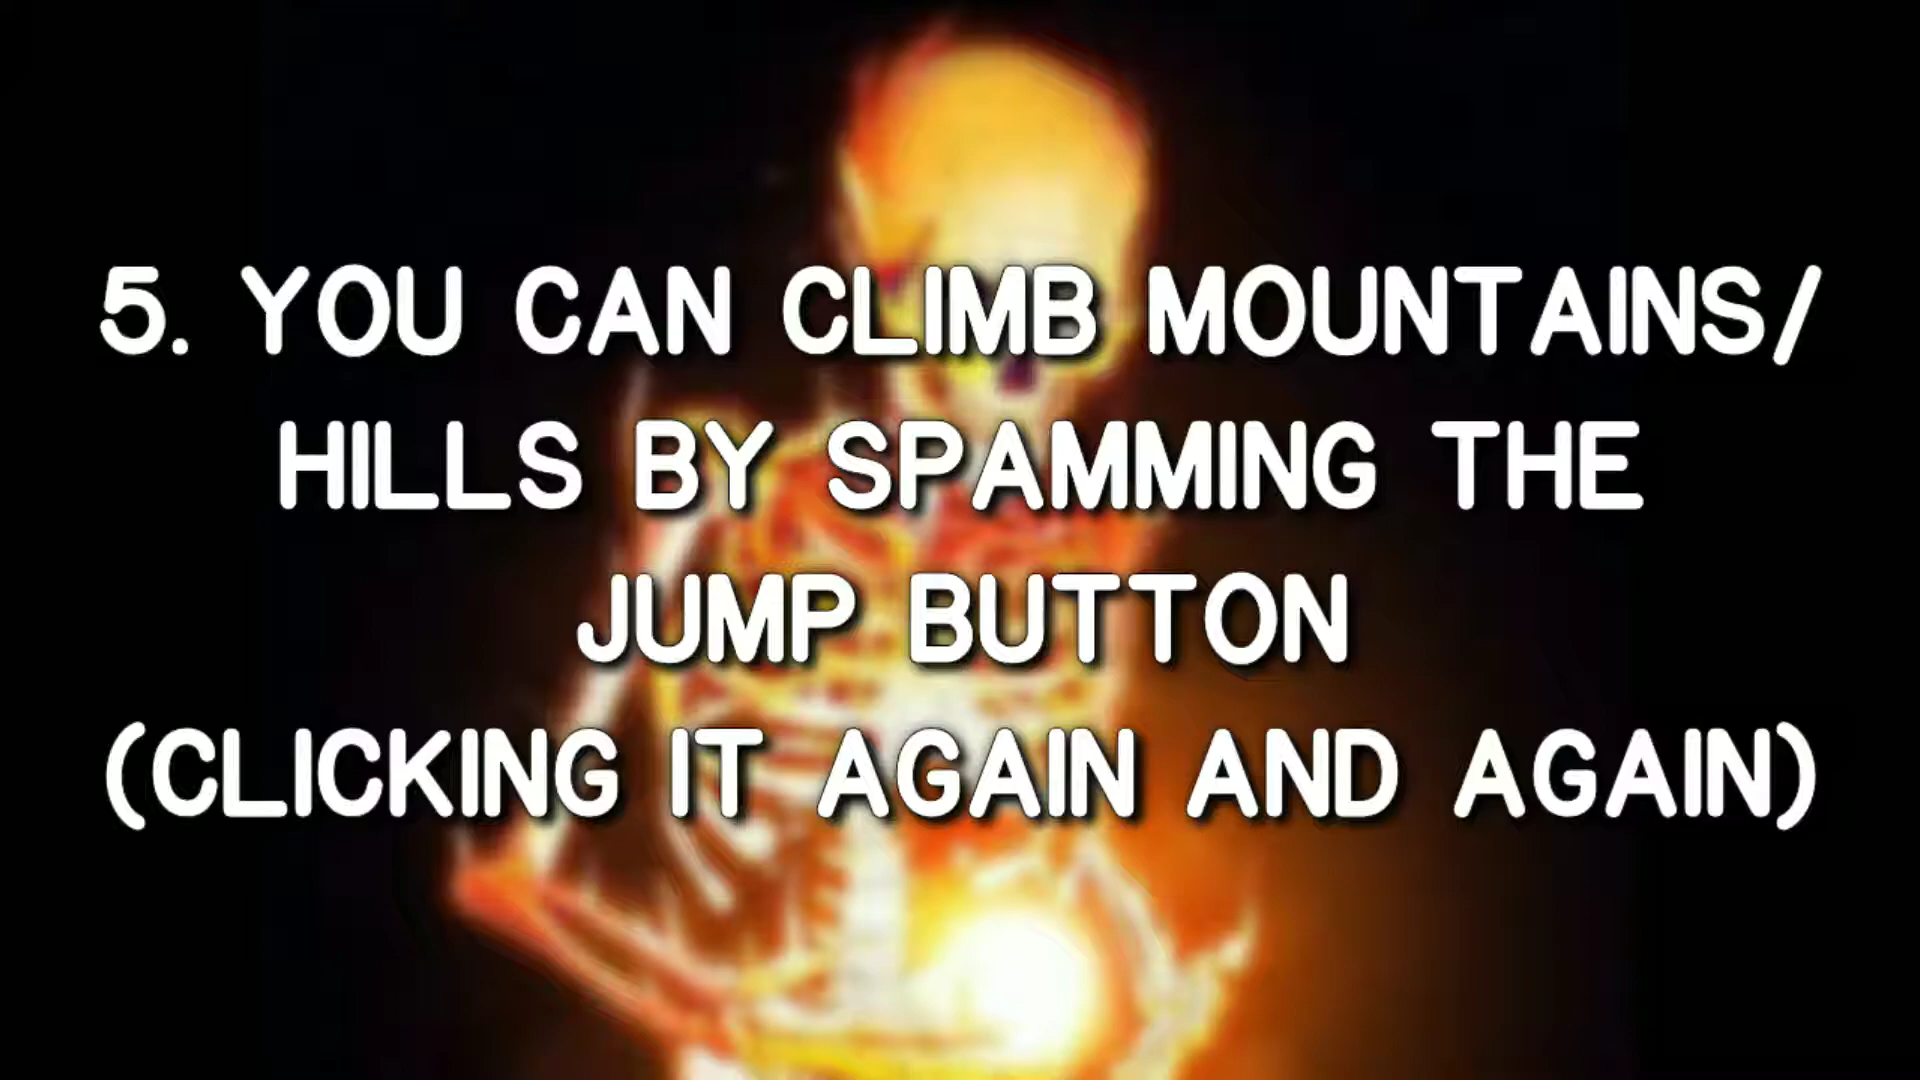 5. YOU CAN CLIMB MOUNTAINS/
HILLS BY SPAMMING THE
JUMP BUTTON
(CLICKING IT AGAIN AND AGAIN)